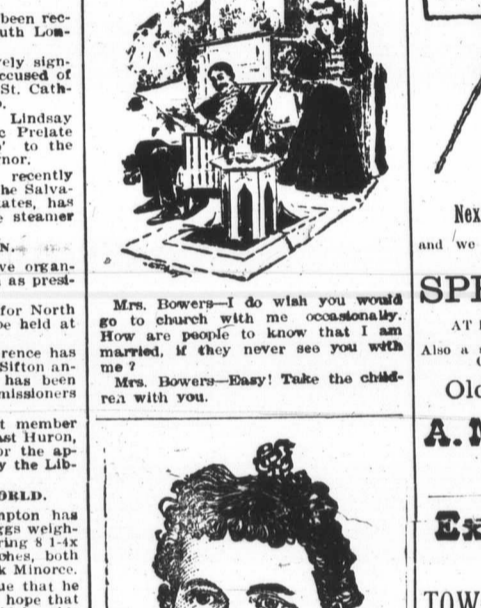 been rec-
uth Lon-
vely sign-
ccused of
St. Cath-
Lindsay
c Prelate
to the
nor.
recently
he Salva-
ates, has
e steamer
N.
ve organ-
as presi-
for North
be held at
rence has
Sifton an-
has been
missioners
t member
ast Huron,
or the ap-
y the Lib-
ORLD.
mpton has
ggs weigh-
ring 8 1-4x
ches, both
k Minorce.
ue that he
hope that
Mrs. Bowers—I do wish you would
go to church with me occasionally.
How are people to know that I am
married, if they never see you with
me ?
Mrs. Bowers—Easy! Take the child-
ren with you.
Nex
and we
SPE
AT
Also a
Old
A. M
Ex
TOW